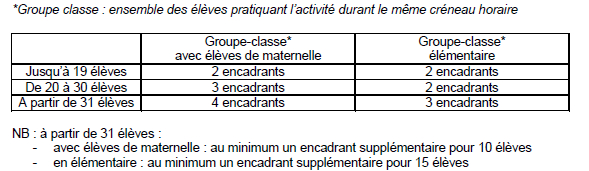 *Groupe classe : ensemble des élèves pratiquant l'activité durant le même créneau horaire
Groupe-classe* avec élèves de maternelle
Groupe-classe* élémentaire
Jusqu'à 19 élèves 2 encadrants 2 encadrants
De 20 à 30 élèves 3 encadrants 2 encadrants
A partir de 31 élèves 4 encadrants 3 encadrants
NB : à partir de 31 élèves :
- avec élèves de maternelle : au minimum un encadrant supplémentaire pour 10 élèves
- en élémentaire : au minimum un encadrant supplémentaire pour 15 élèves